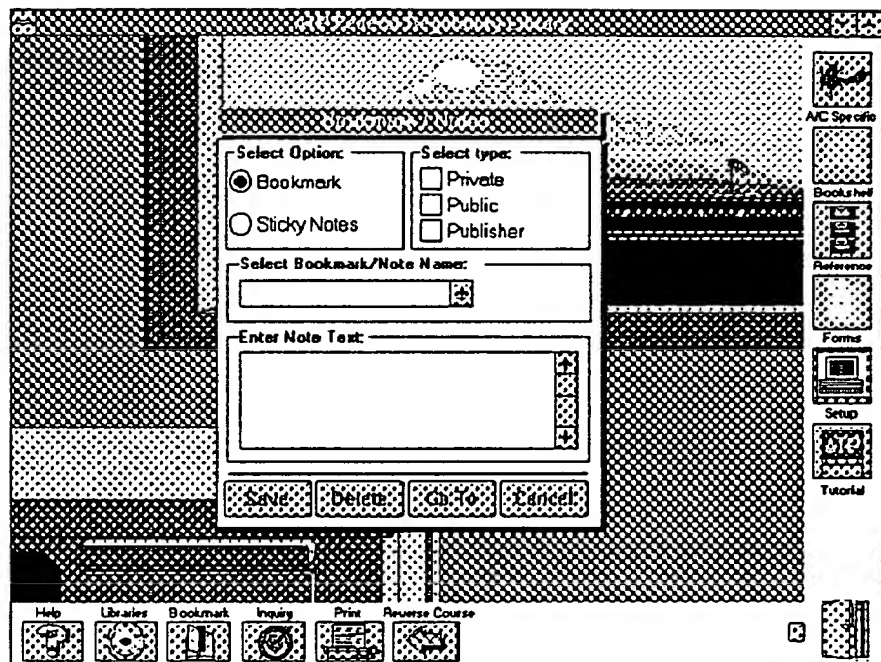 Library
A/C Specific
Select Option:
Select type:
Bookmark
Private
Public
Sticky Notes
Publisher
Bookshelf
Select Bookmark/Note Name:
Reference
Enter Note Text:
Forms
Setup
Save
Delete
Go To
Cancel
Tutorial
Help
Libraries
Bookmark
Inquiry
Print
Reverse Course